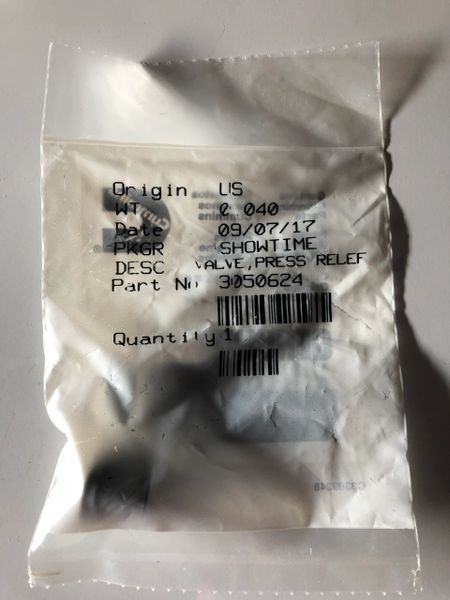 Origin US
WT 0.040
Date 09/07/17
PKGR SHOWTIME
DESC VALVE,PRESS RELEF
Part No 3050624
Quantity 1